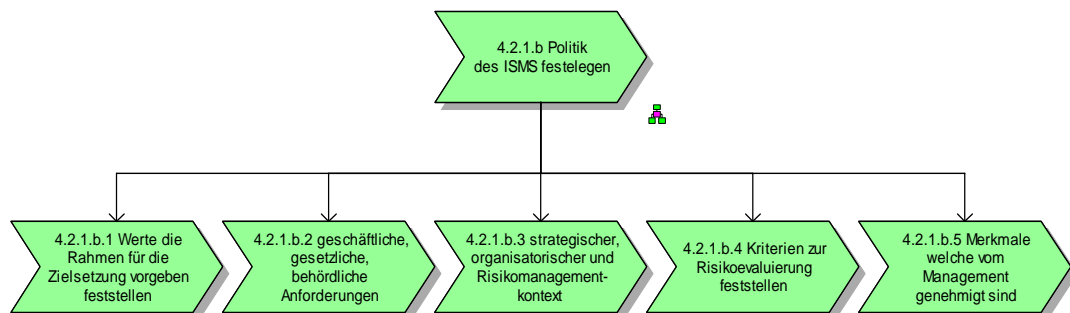 4.2.1.b Politik
des ISMS festelegen
4.2.1.b.1 Werte die
Rahmen für die
Zielsetzung vorgeben
feststellen
4.2.1.b.2 geschäftliche,
gesetzliche,
behördliche
Anforderungen
4.2.1.b.3 strategischer,
organisatorischer und
Risikomanagement-
kontext
4.2.1.b.4 Kriterien zur
Risikoevaluierung
feststellen
4.2.1.b.5 Merkmale
welche vom
Management
genehmigt sind